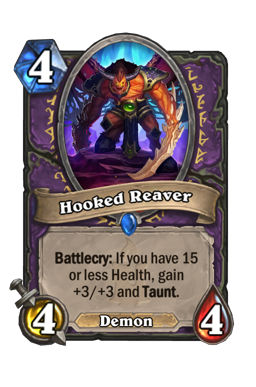 4
Hooked Reaver
Battlecry: If you have 15
or less Health, gain
+3/+3 and Taunt.
4
Demon
4